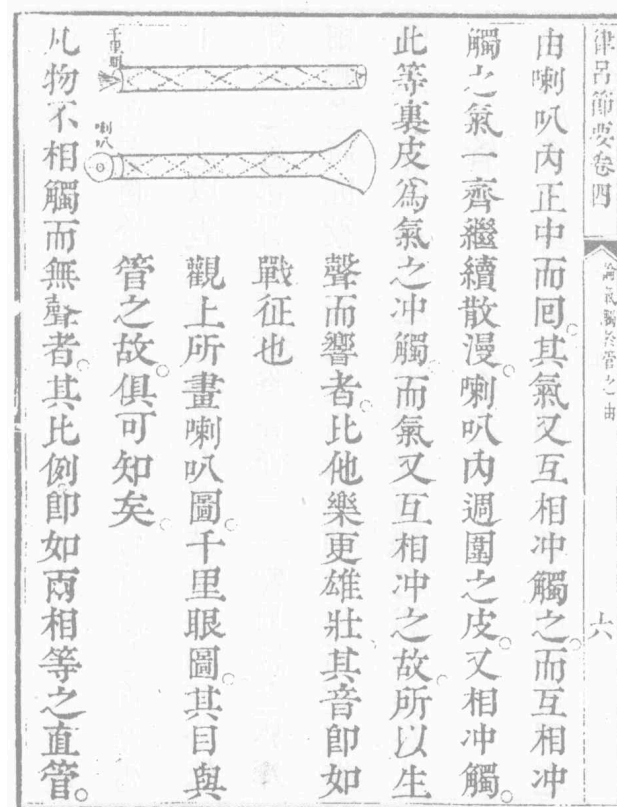 律呂節要卷四
論氣觸於管之由
六
由喇叭內正中而囘。其氣又互相冲觸之。而互相冲
觸之氣一齊繼續散漫。喇叭內週圍之皮。又相冲觸。
此等裏皮爲氣之冲觸。而氣又互相冲之故。所以生
聲而響者。比他樂更雄壯。其音卽如
戰征也
觀上所畫喇叭圖。千里眼圖。其目與
管之故。俱可知矣。
千里眼
喇叭
凡物不相觸而無聲者。其比例卽如兩相等之直管。